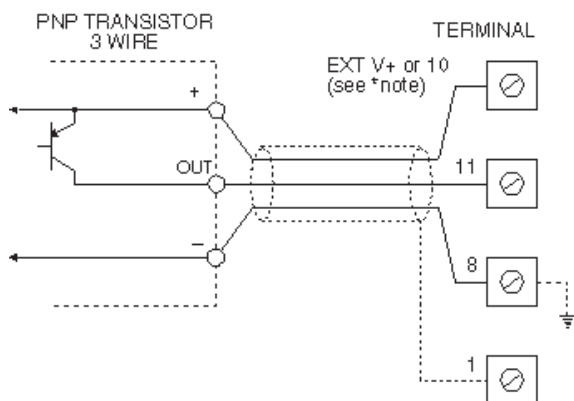 PNP TRANSISTOR
3 WIRE
TERMINAL
EXT V+ or 10
(see *note)
+
OUT
11
−
8
1